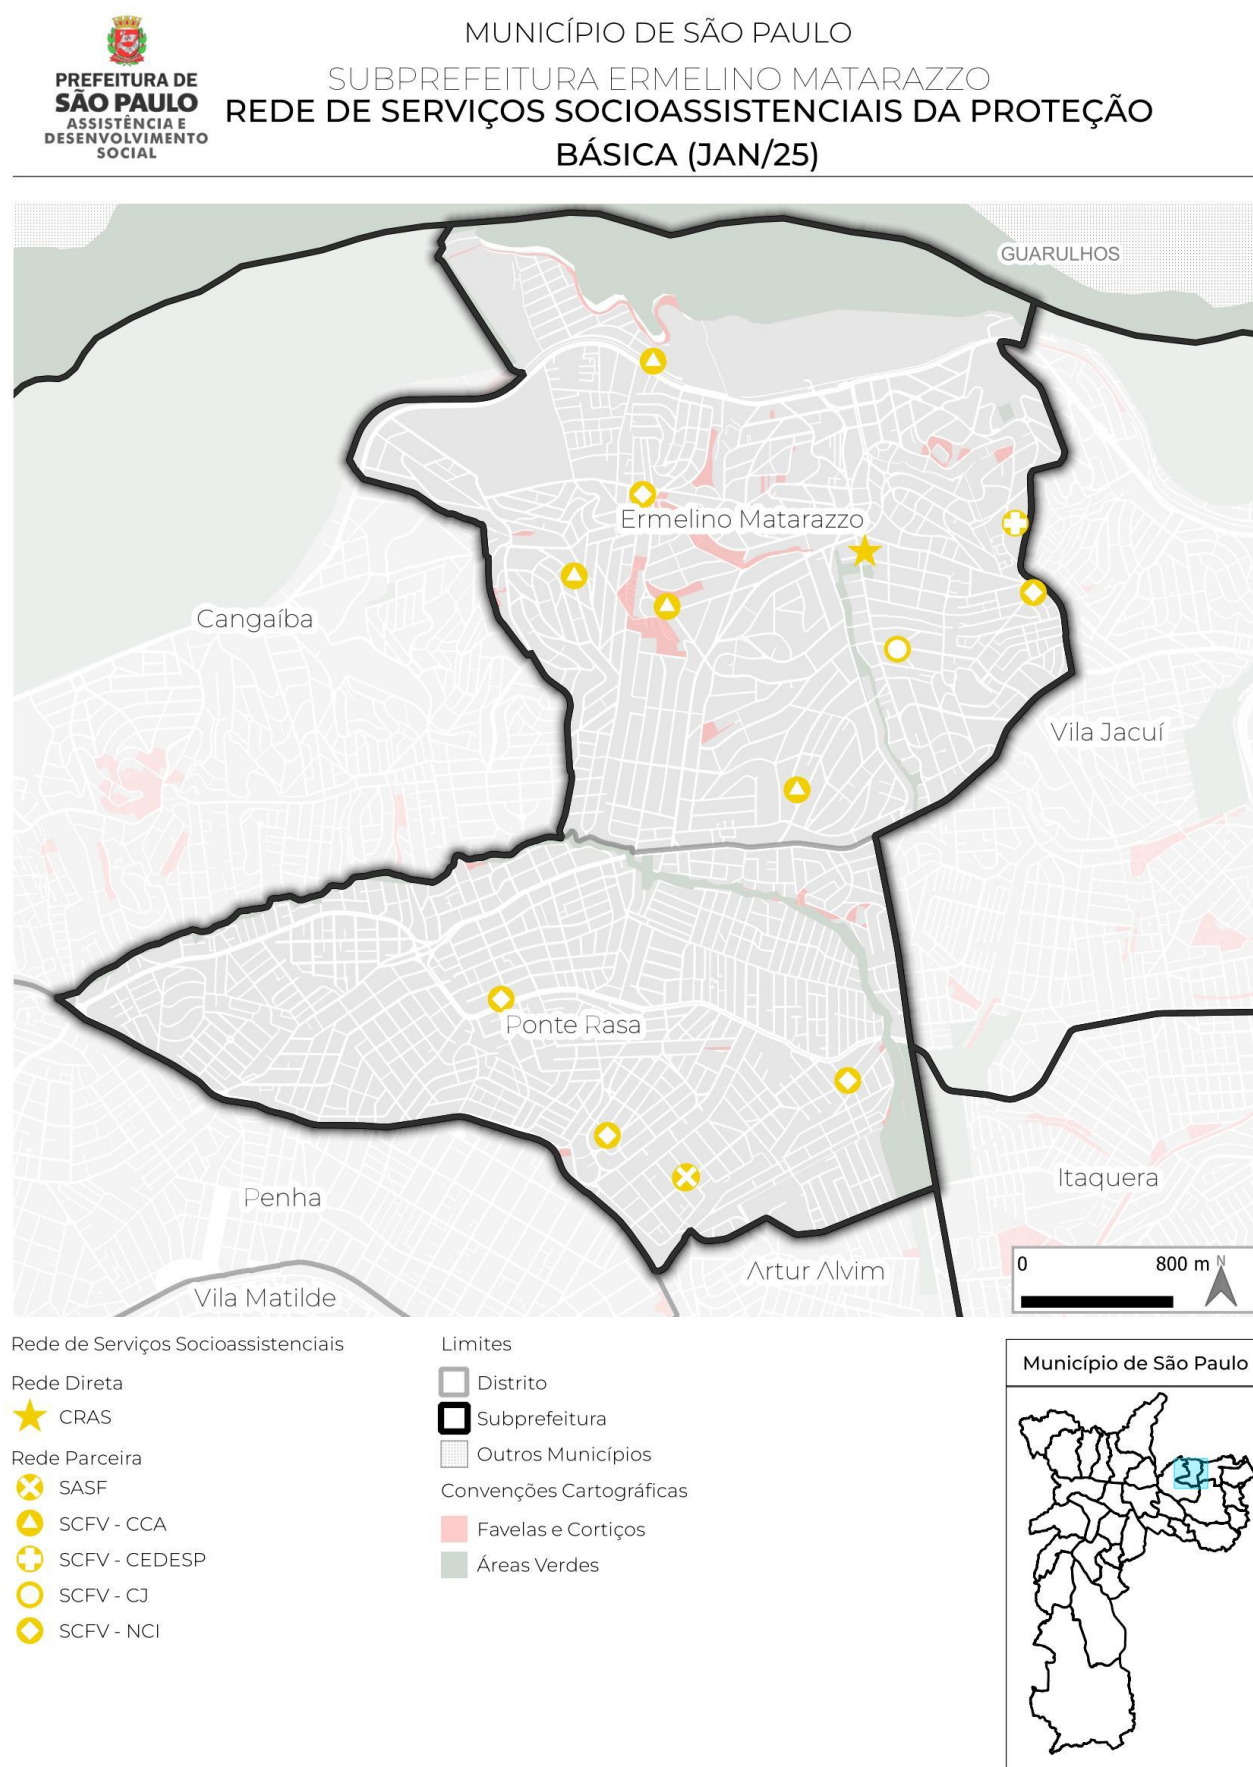 PREFEITURA DE
SÃO PAULO
ASSISTÊNCIA E
DESENVOLVIMENTO
SOCIAL
MUNICÍPIO DE SÃO PAULO
SUBPREFEITURA ERMELINO MATARAZZO
REDE DE SERVIÇOS SOCIOASSISTENCIAIS DA PROTEÇÃO
BÁSICA (JAN/25)
GUARULHOS
Ermelino Matarazzo
Cangaíba
Vila Jacuí
Ponte Rasa
Penha
Itaquera
Artur Alvim
Vila Matilde
0 800 m N
Rede de Serviços Socioassistenciais
Rede Direta
CRAS
Rede Parceira
SASF
SCFV - CCA
SCFV - CEDESP
SCFV - CJ
SCFV - NCI
Limites
Distrito
Subprefeitura
Outros Municípios
Convenções Cartográficas
Favelas e Cortiços
Áreas Verdes
Município de São Paulo